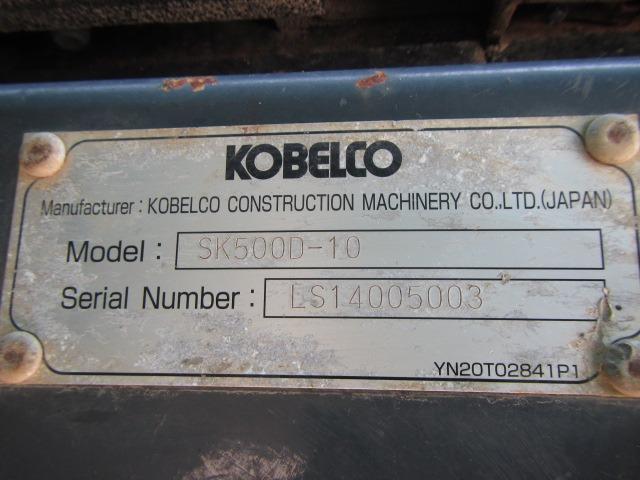 KOBELCO
Manufacturer : KOBELCO CONSTRUCTION MACHINERY CO.,LTD.(JAPAN)
Model : SK500D-10
Serial Number : LS14005003
YN20T02841P1